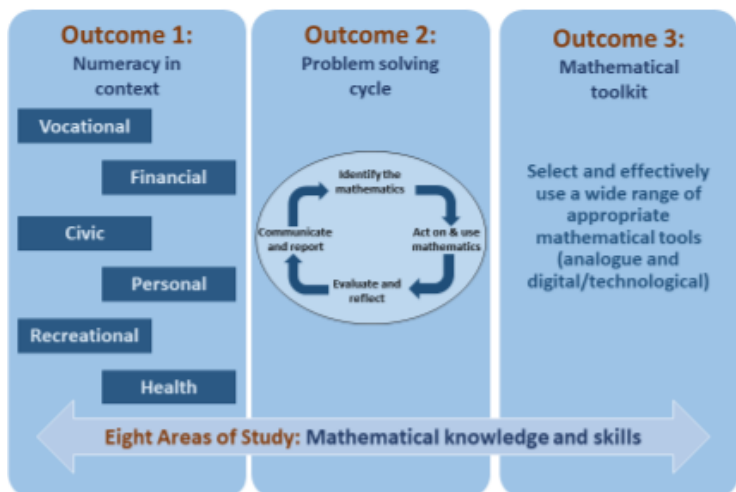 Outcome 1:
Numeracy in
context
Vocational
Financial
Civic
Personal
Recreational
Health
Outcome 2:
Problem solving
cycle
Identify the
mathematics
Act on & use
mathematics
Evaluate and
reflect
Communicate
and report
Outcome 3:
Mathematical
toolkit
Select and effectively
use a wide range of
appropriate
mathematical tools
(analogue and
digital/technological)
Eight Areas of Study: Mathematical knowledge and skills